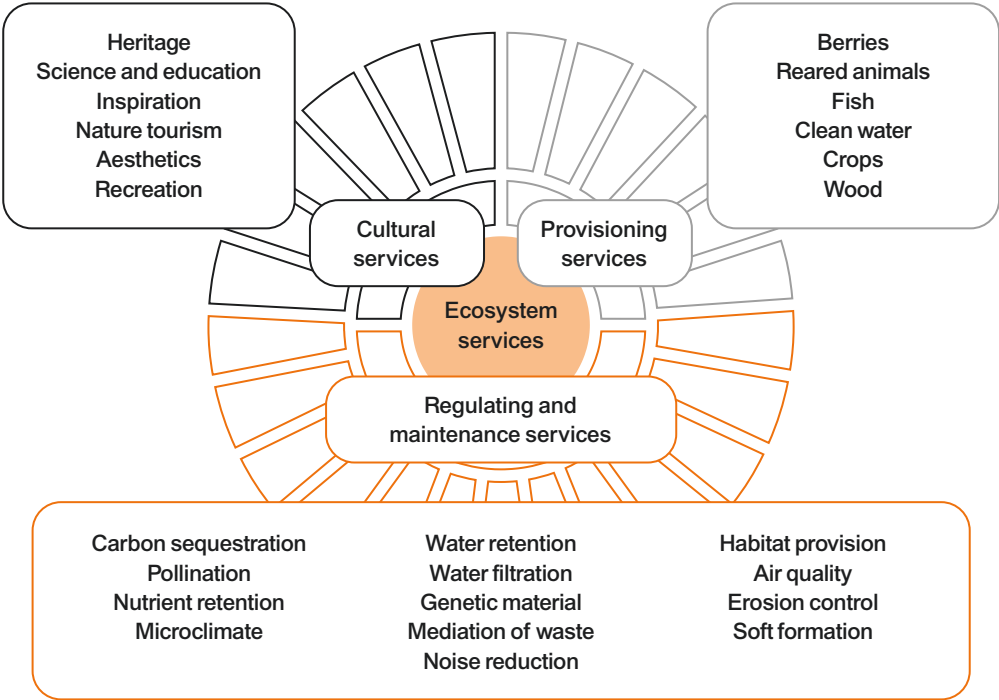 Heritage
Science and education
Inspiration
Nature tourism
Aesthetics
Recreation
Berries
Reared animals
Fish
Clean water
Crops
Wood
Cultural
services
Provisioning
services
Ecosystem
services
Regulating and
maintenance services
Carbon sequestration
Pollination
Nutrient retention
Microclimate
Water retention
Water filtration
Genetic material
Mediation of waste
Noise reduction
Habitat provision
Air quality
Erosion control
Soft formation